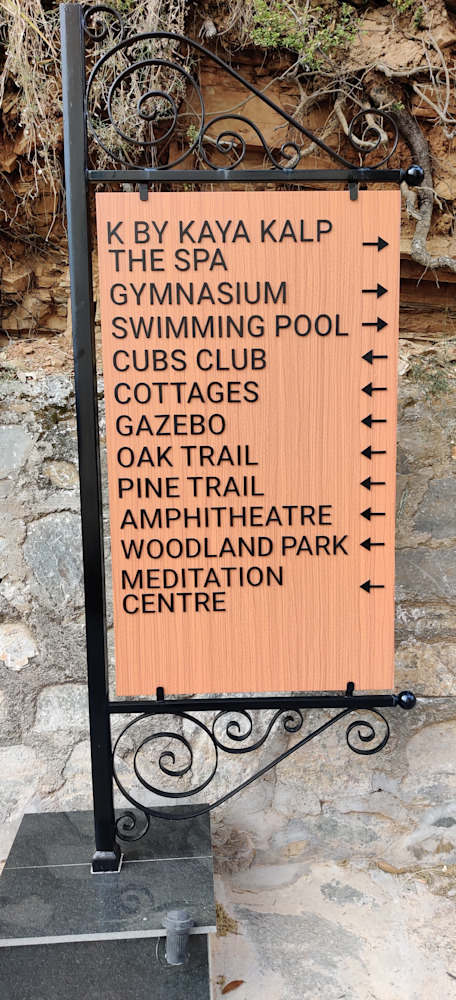 K BY KAYA KALP →
THE SPA
GYMNASIUM →
SWIMMING POOL →
CUBS CLUB ←
COTTAGES ←
GAZEBO ←
OAK TRAIL ←
PINE TRAIL ←
AMPHITHEATRE ←
WOODLAND PARK ←
MEDITATION ←
CENTRE